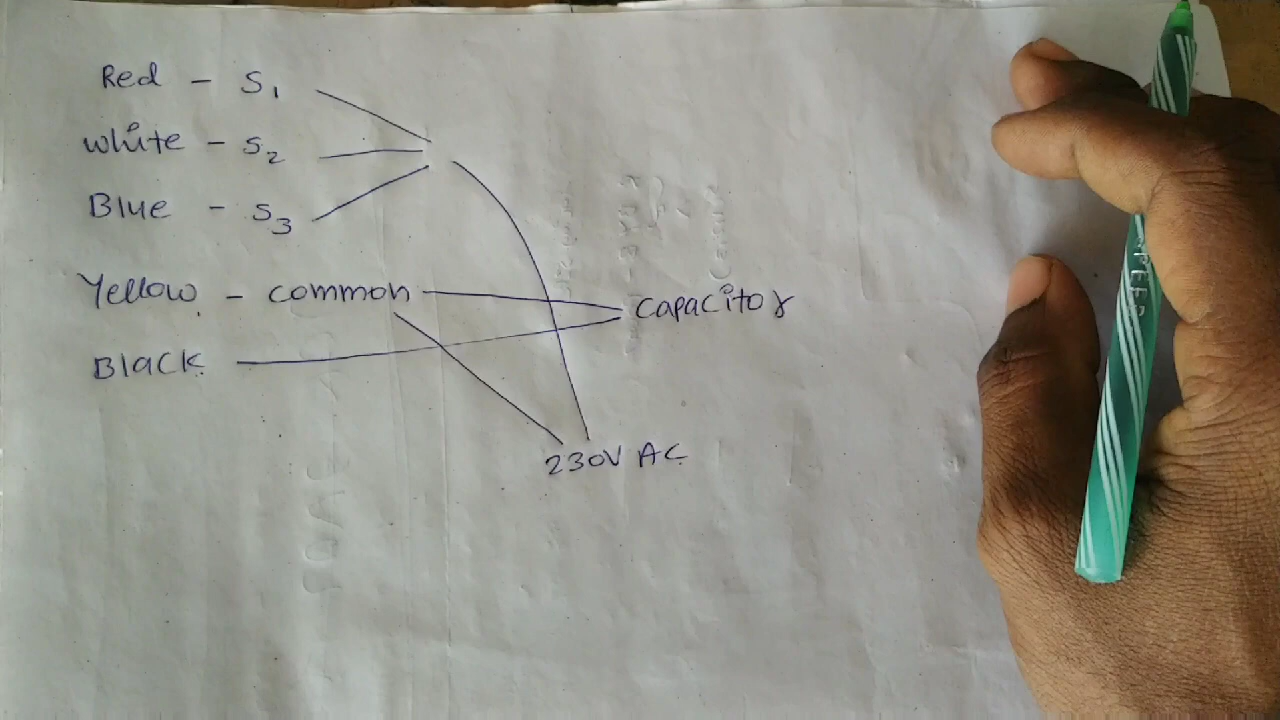 Red - S1
White - S2
Blue - S3
Yellow - common
capacitor
Black
230V AC